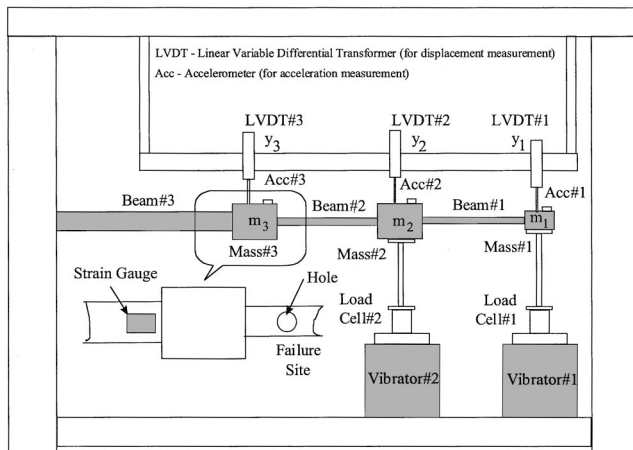 LVDT - Linear Variable Differential Transformer (for displacement measurement)
Acc - Accelerometer (for acceleration measurement)
LVDT#3
LVDT#2
LVDT#1
y3
y2
y1
Acc#3
Acc#2
Acc#1
Beam#3
Beam#2
Beam#1
m3
m2
m1
Mass#3
Mass#2
Mass#1
Strain
Gauge
Hole
Failure
Site
Load
Cell#2
Load
Cell#1
Vibrator#2
Vibrator#1